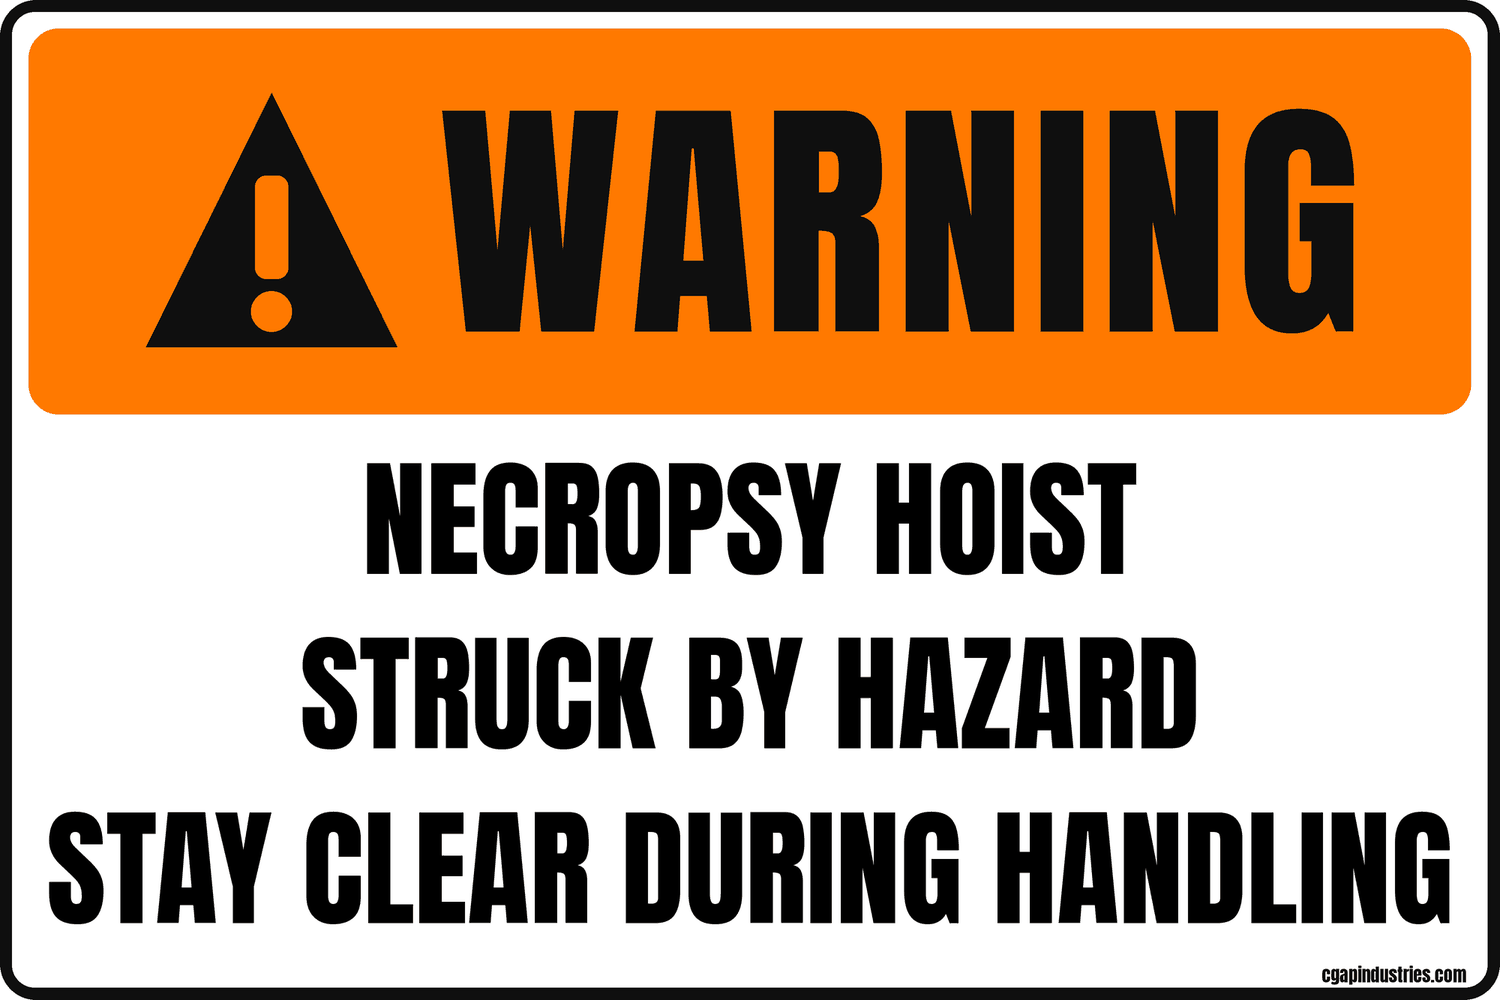 WARNING
NECROPSY HOIST
STRUCK BY HAZARD
STAY CLEAR DURING HANDLING
cgapindustries.com